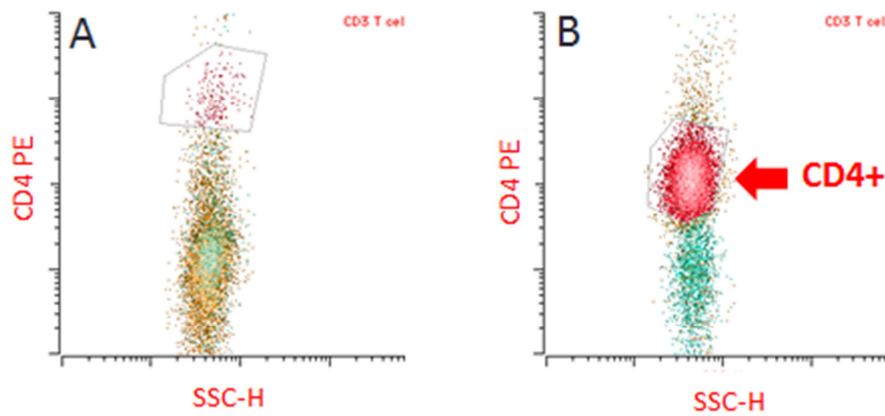 A
CD3 T cel
CD4 PE
SSC-H
B
CD3 T cel
CD4 PE
CD4+
SSC-H